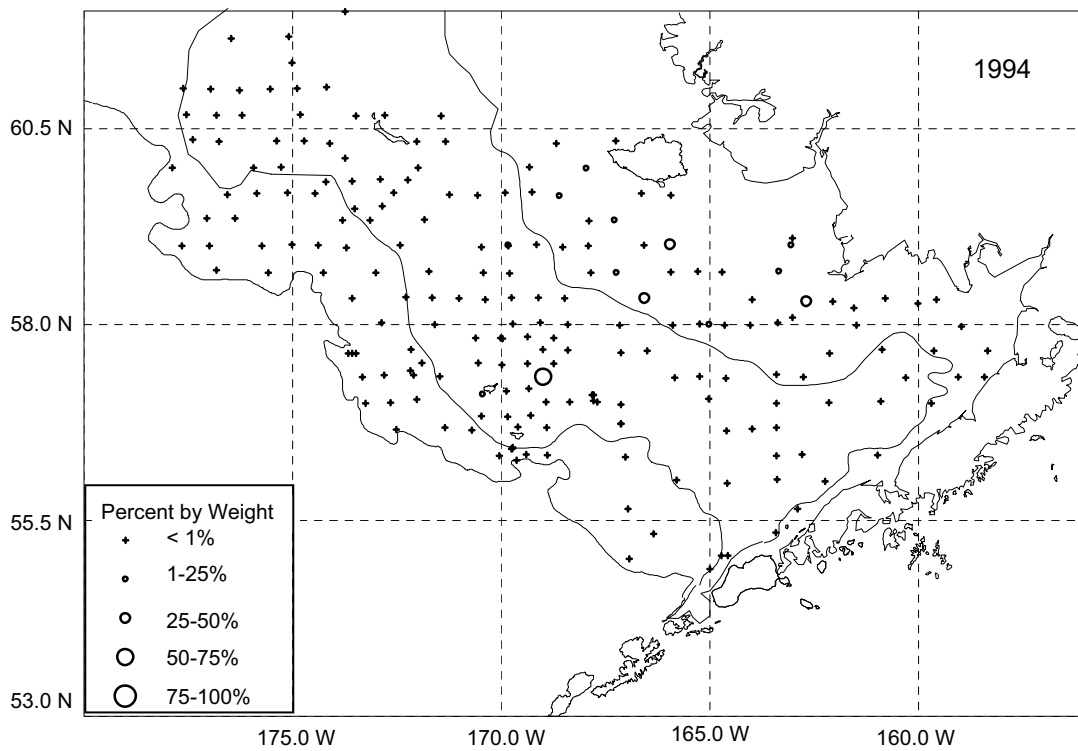 1994
60.5 N
58.0 N
55.5 N
53.0 N
Percent by Weight
< 1%
1-25%
25-50%
50-75%
75-100%
175.0 W
170.0 W
165.0 W
160.0 W